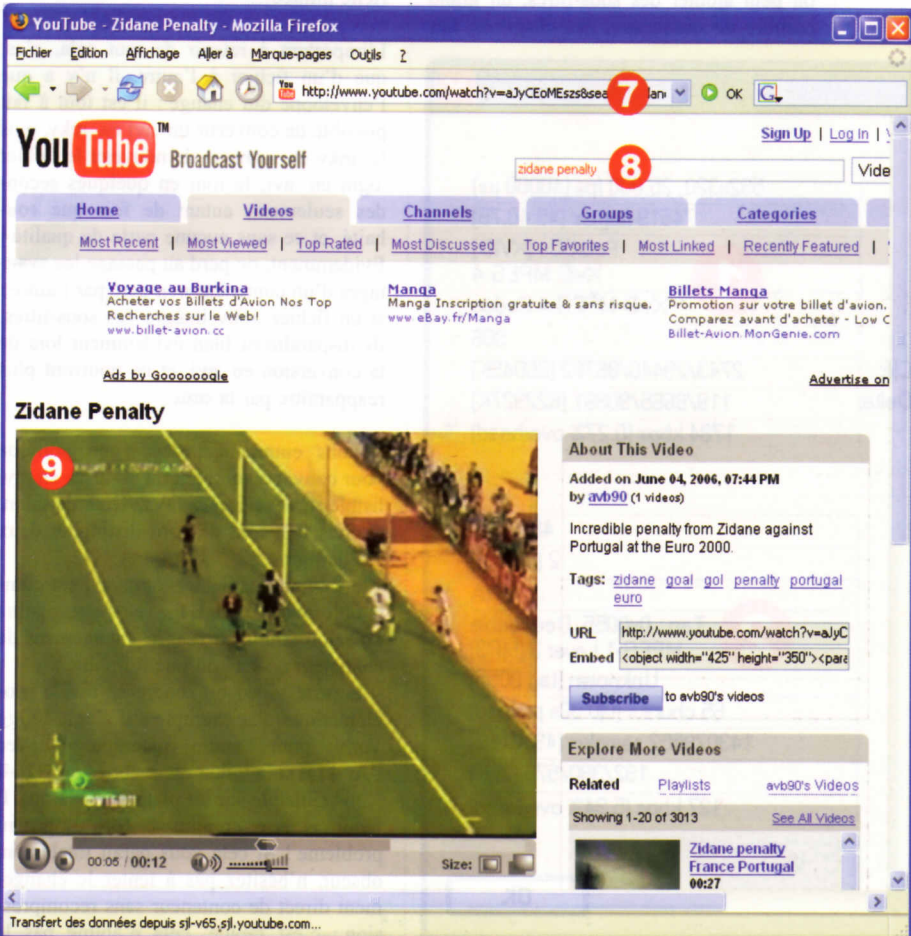 YouTube - Zidane Penalty - Mozilla Firefox
Fichier Edition Affichage Aller à Marque-pages Outils ?
http://www.youtube.com/watch?v=aJyCEoMEszs&sea 7 OK G
You Tube™ Broadcast Yourself
Sign Up | Log In |
zidane penalty 8 Vide
Home Videos Channels Groups Categories
Most Recent | Most Viewed | Top Rated | Most Discussed | Top Favorites | Most Linked | Recently Featured |
Voyage au Burkina
Acheter vos Billets d'Avion Nos Top
Recherches sur le Web!
www.billet-avion.cc
Manga
Manga Inscription gratuite & sans risque
www.eBay.fr/Manga
Billets Manga
Promotion sur votre billet d'avion.
Comparez avant d'acheter - Low C
Billet-Avion.MonGenie.com
Ads by Goooooogle
Advertise on
Zidane Penalty
9
LIVE
00:05 / 00:12 Size:
About This Video
Added on June 04, 2006, 07:44 PM
by avb90 (1 videos)
Incredible penalty from Zidane against
Portugal at the Euro 2000.
Tags: zidane goal gol penalty portugal
euro
URL http://www.youtube.com/watch?v=aJyC
Embed <object width="425" height="350"><para
Subscribe to avb90's videos
Explore More Videos
Related Playlists avb90's Videos
Showing 1-20 of 3013 See All Videos
Zidane penalty
France Portugal
00:27
Transfert des données depuis sjl-v65.sjl.youtube.com...